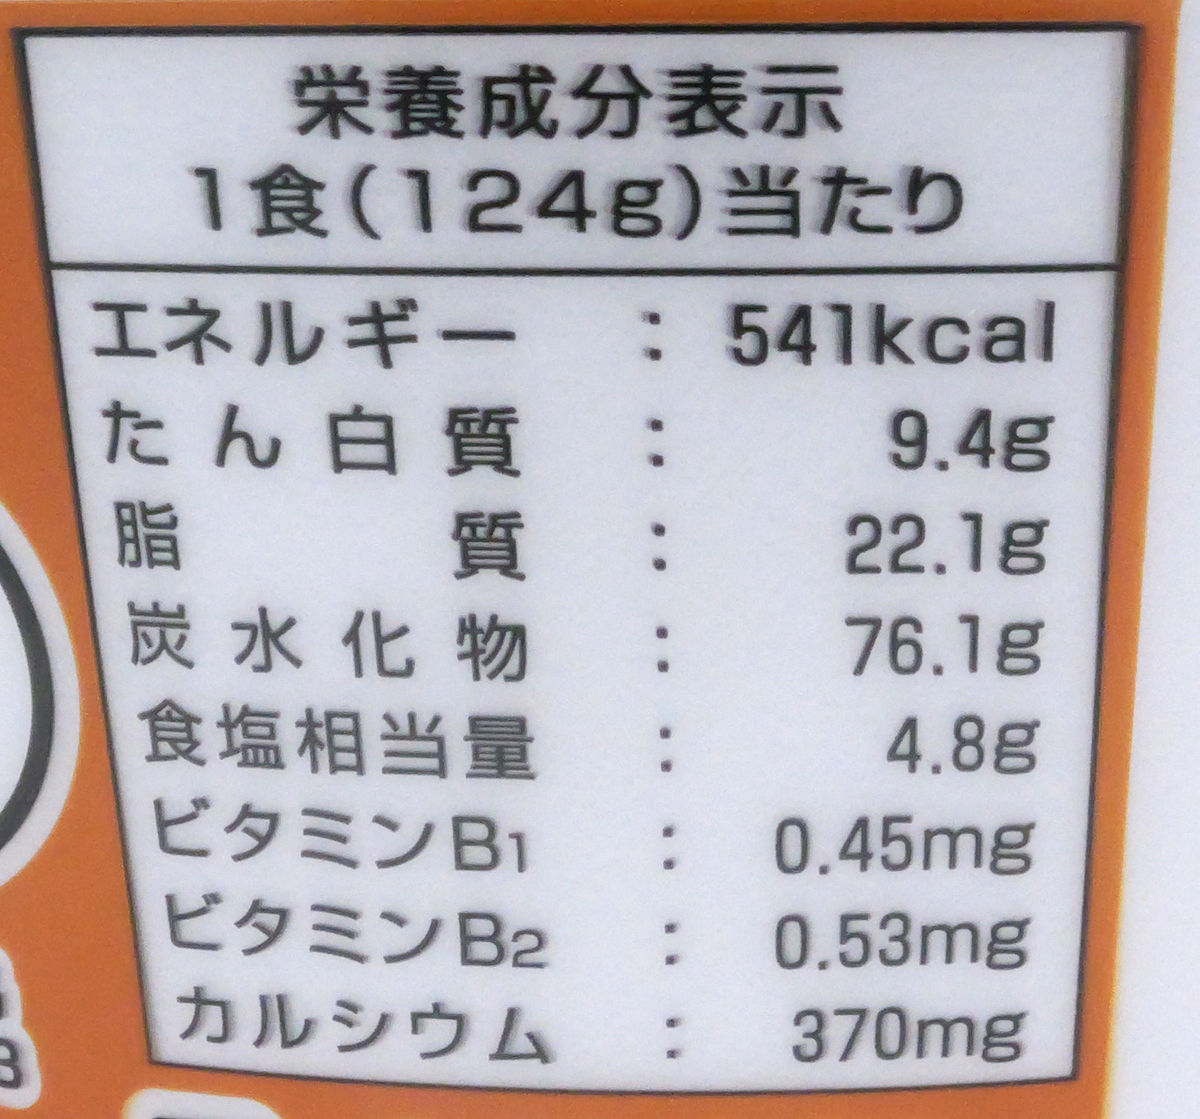 栄養成分表示
1食(124g)当たり
エネルギー : 541kcal
たん白質 : 9.4g
脂質 : 22.1g
炭水化物 : 76.1g
食塩相当量 : 4.8g
ビタミンB1 : 0.45mg
ビタミンB2 : 0.53mg
カルシウム : 370mg